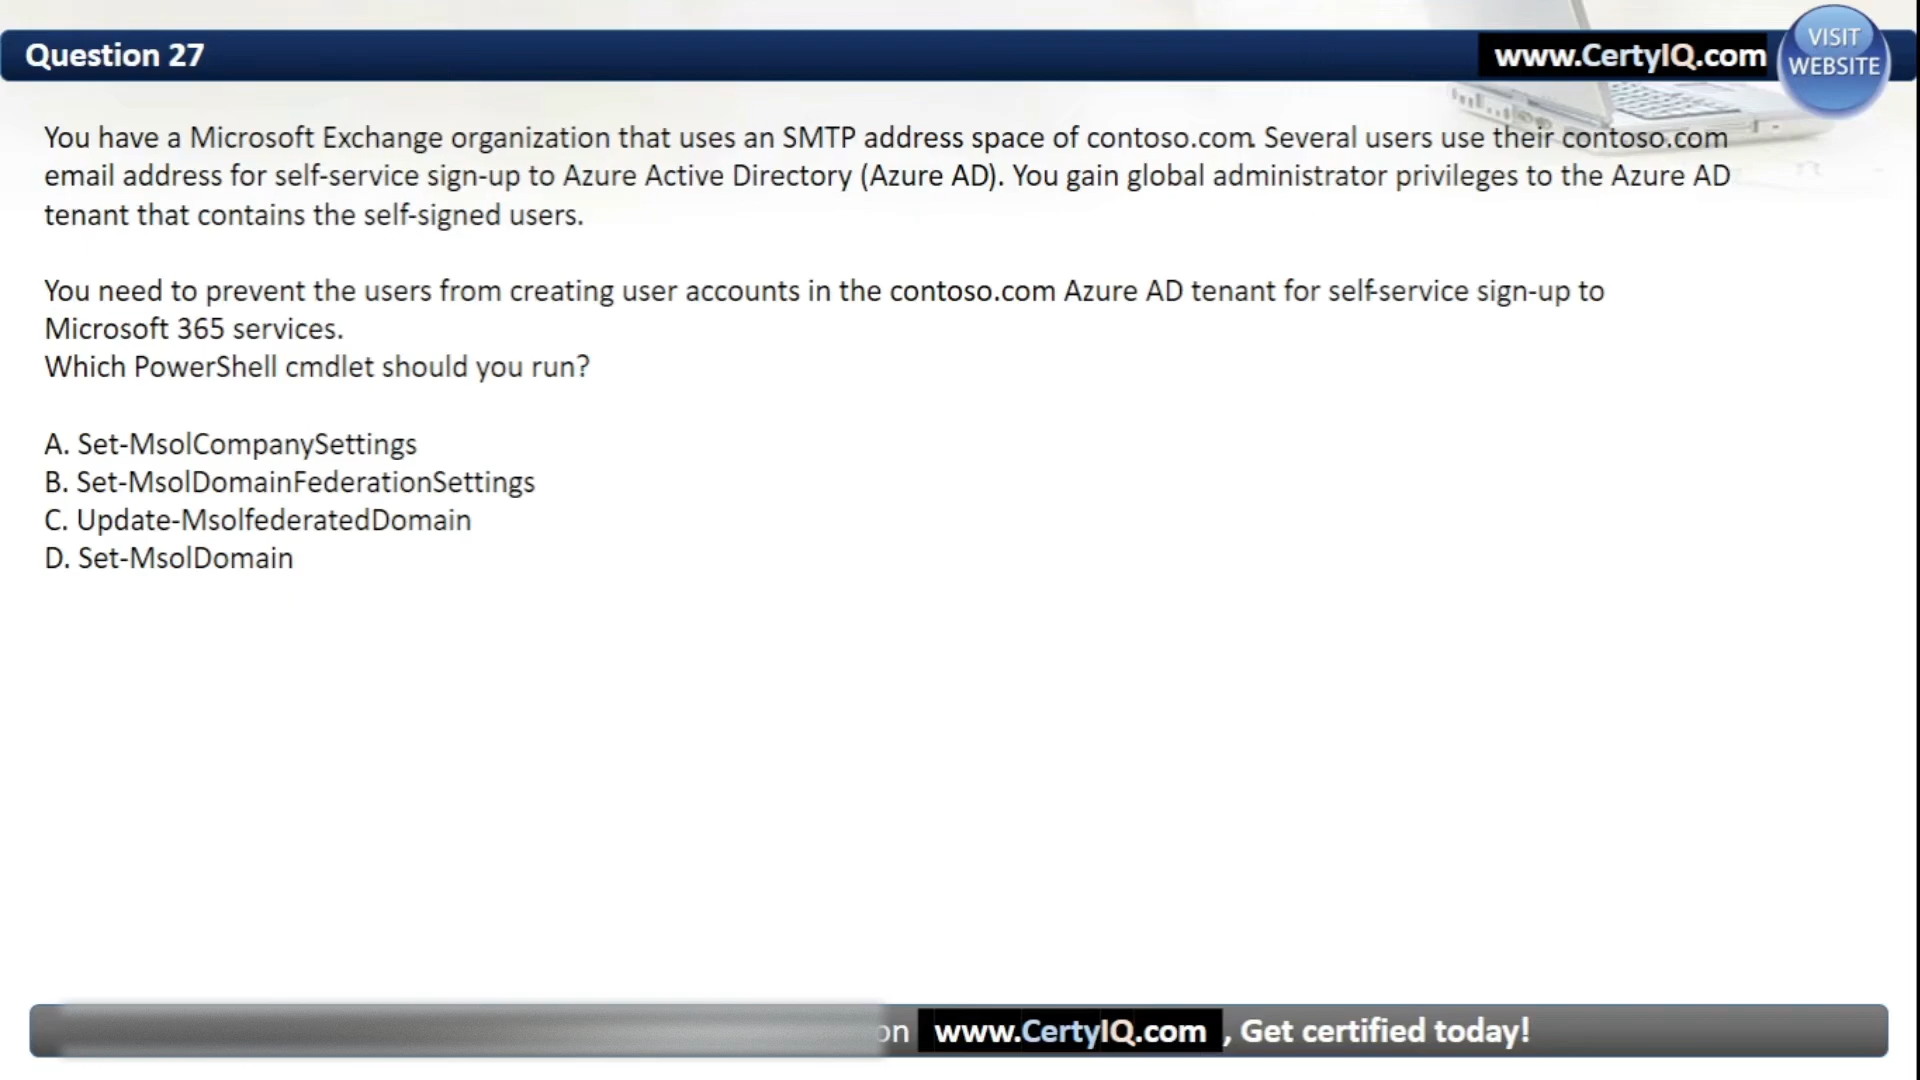 Question 27
www.CertyIQ.com
VISIT
WEBSITE
You have a Microsoft Exchange organization that uses an SMTP address space of contoso.com. Several users use their contoso.com
email address for self-service sign-up to Azure Active Directory (Azure AD). You gain global administrator privileges to the Azure AD
tenant that contains the self-signed users.
You need to prevent the users from creating user accounts in the contoso.com Azure AD tenant for self-service sign-up to
Microsoft 365 services.
Which PowerShell cmdlet should you run?
A. Set-MsolCompanySettings
B. Set-MsolDomainFederationSettings
C. Update-MsolfederatedDomain
D. Set-MsolDomain
on www.CertyIQ.com , Get certified today!